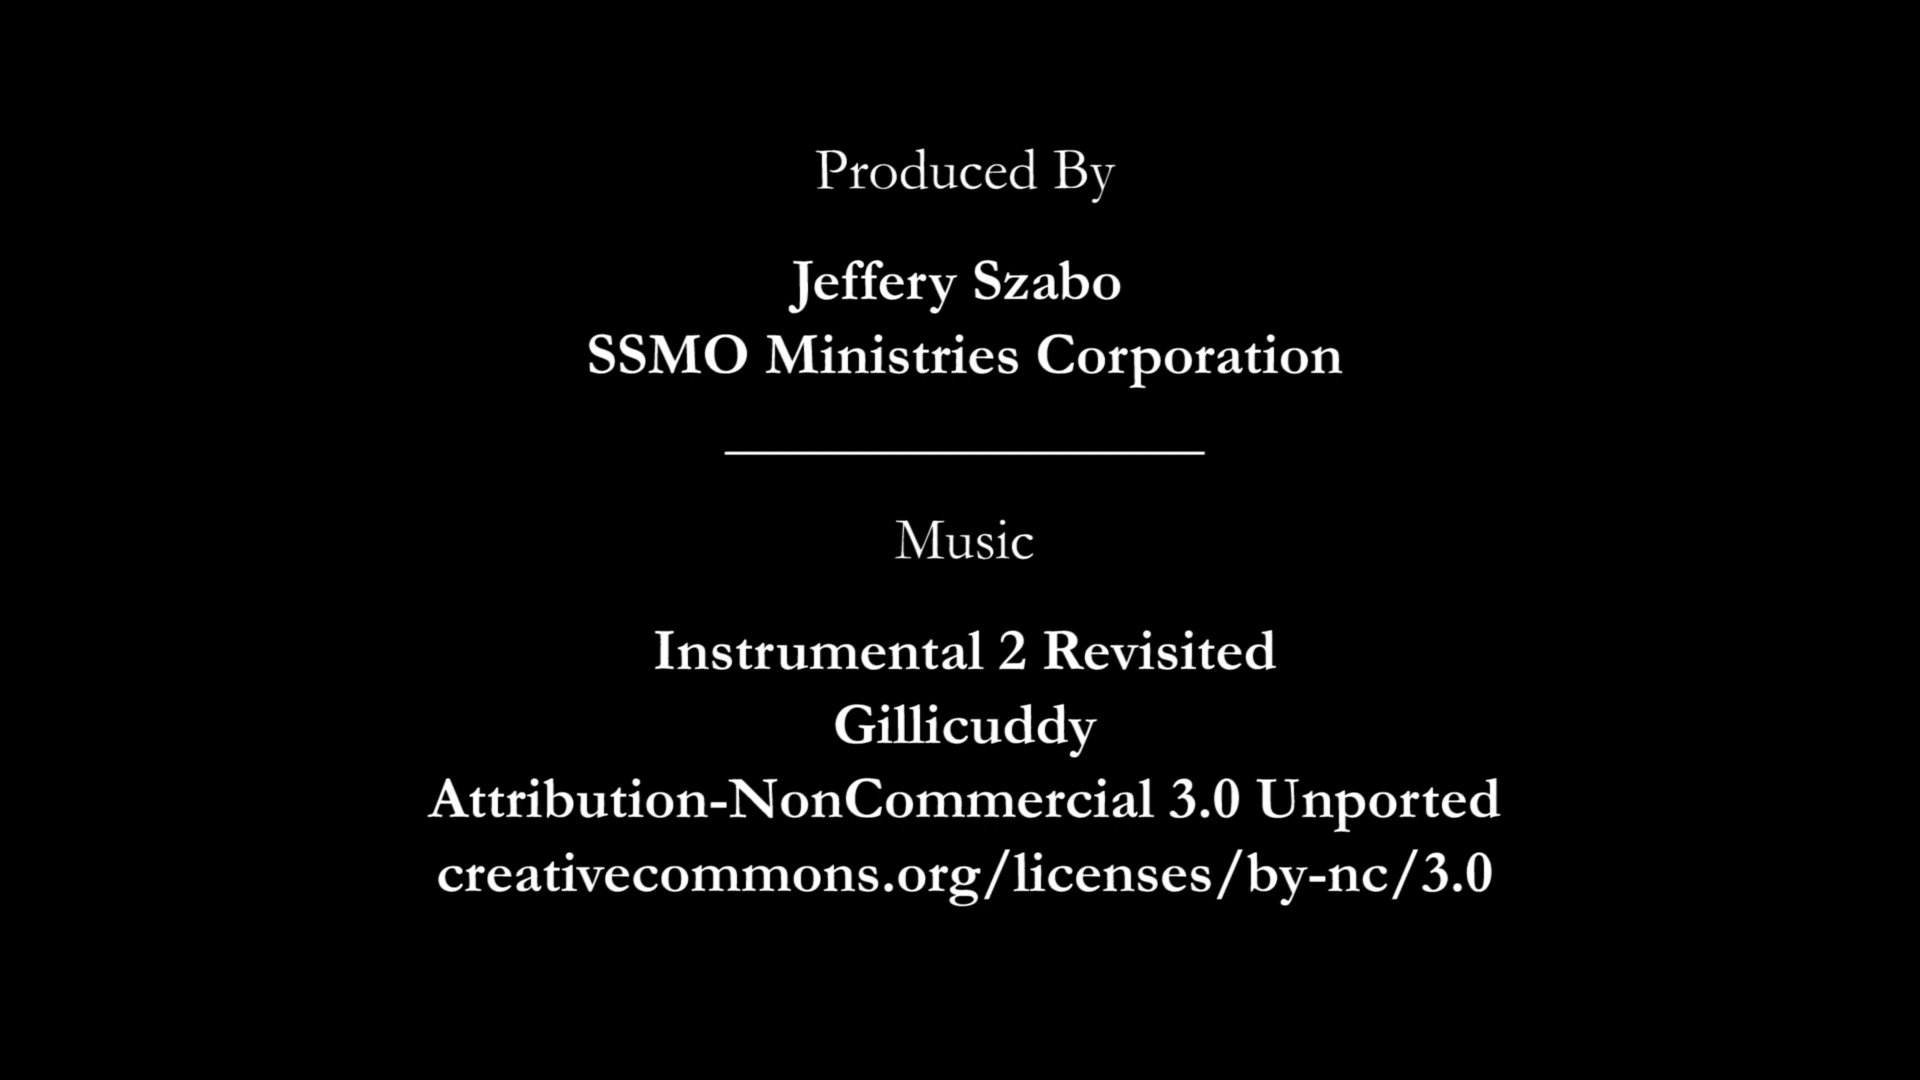 Produced By
Jeffery Szabo
SSMO Ministries Corporation
Music
Instrumental 2 Revisited
Gillicuddy
Attribution-NonCommercial 3.0 Unported
creativecommons.org/licenses/by-nc/3.0